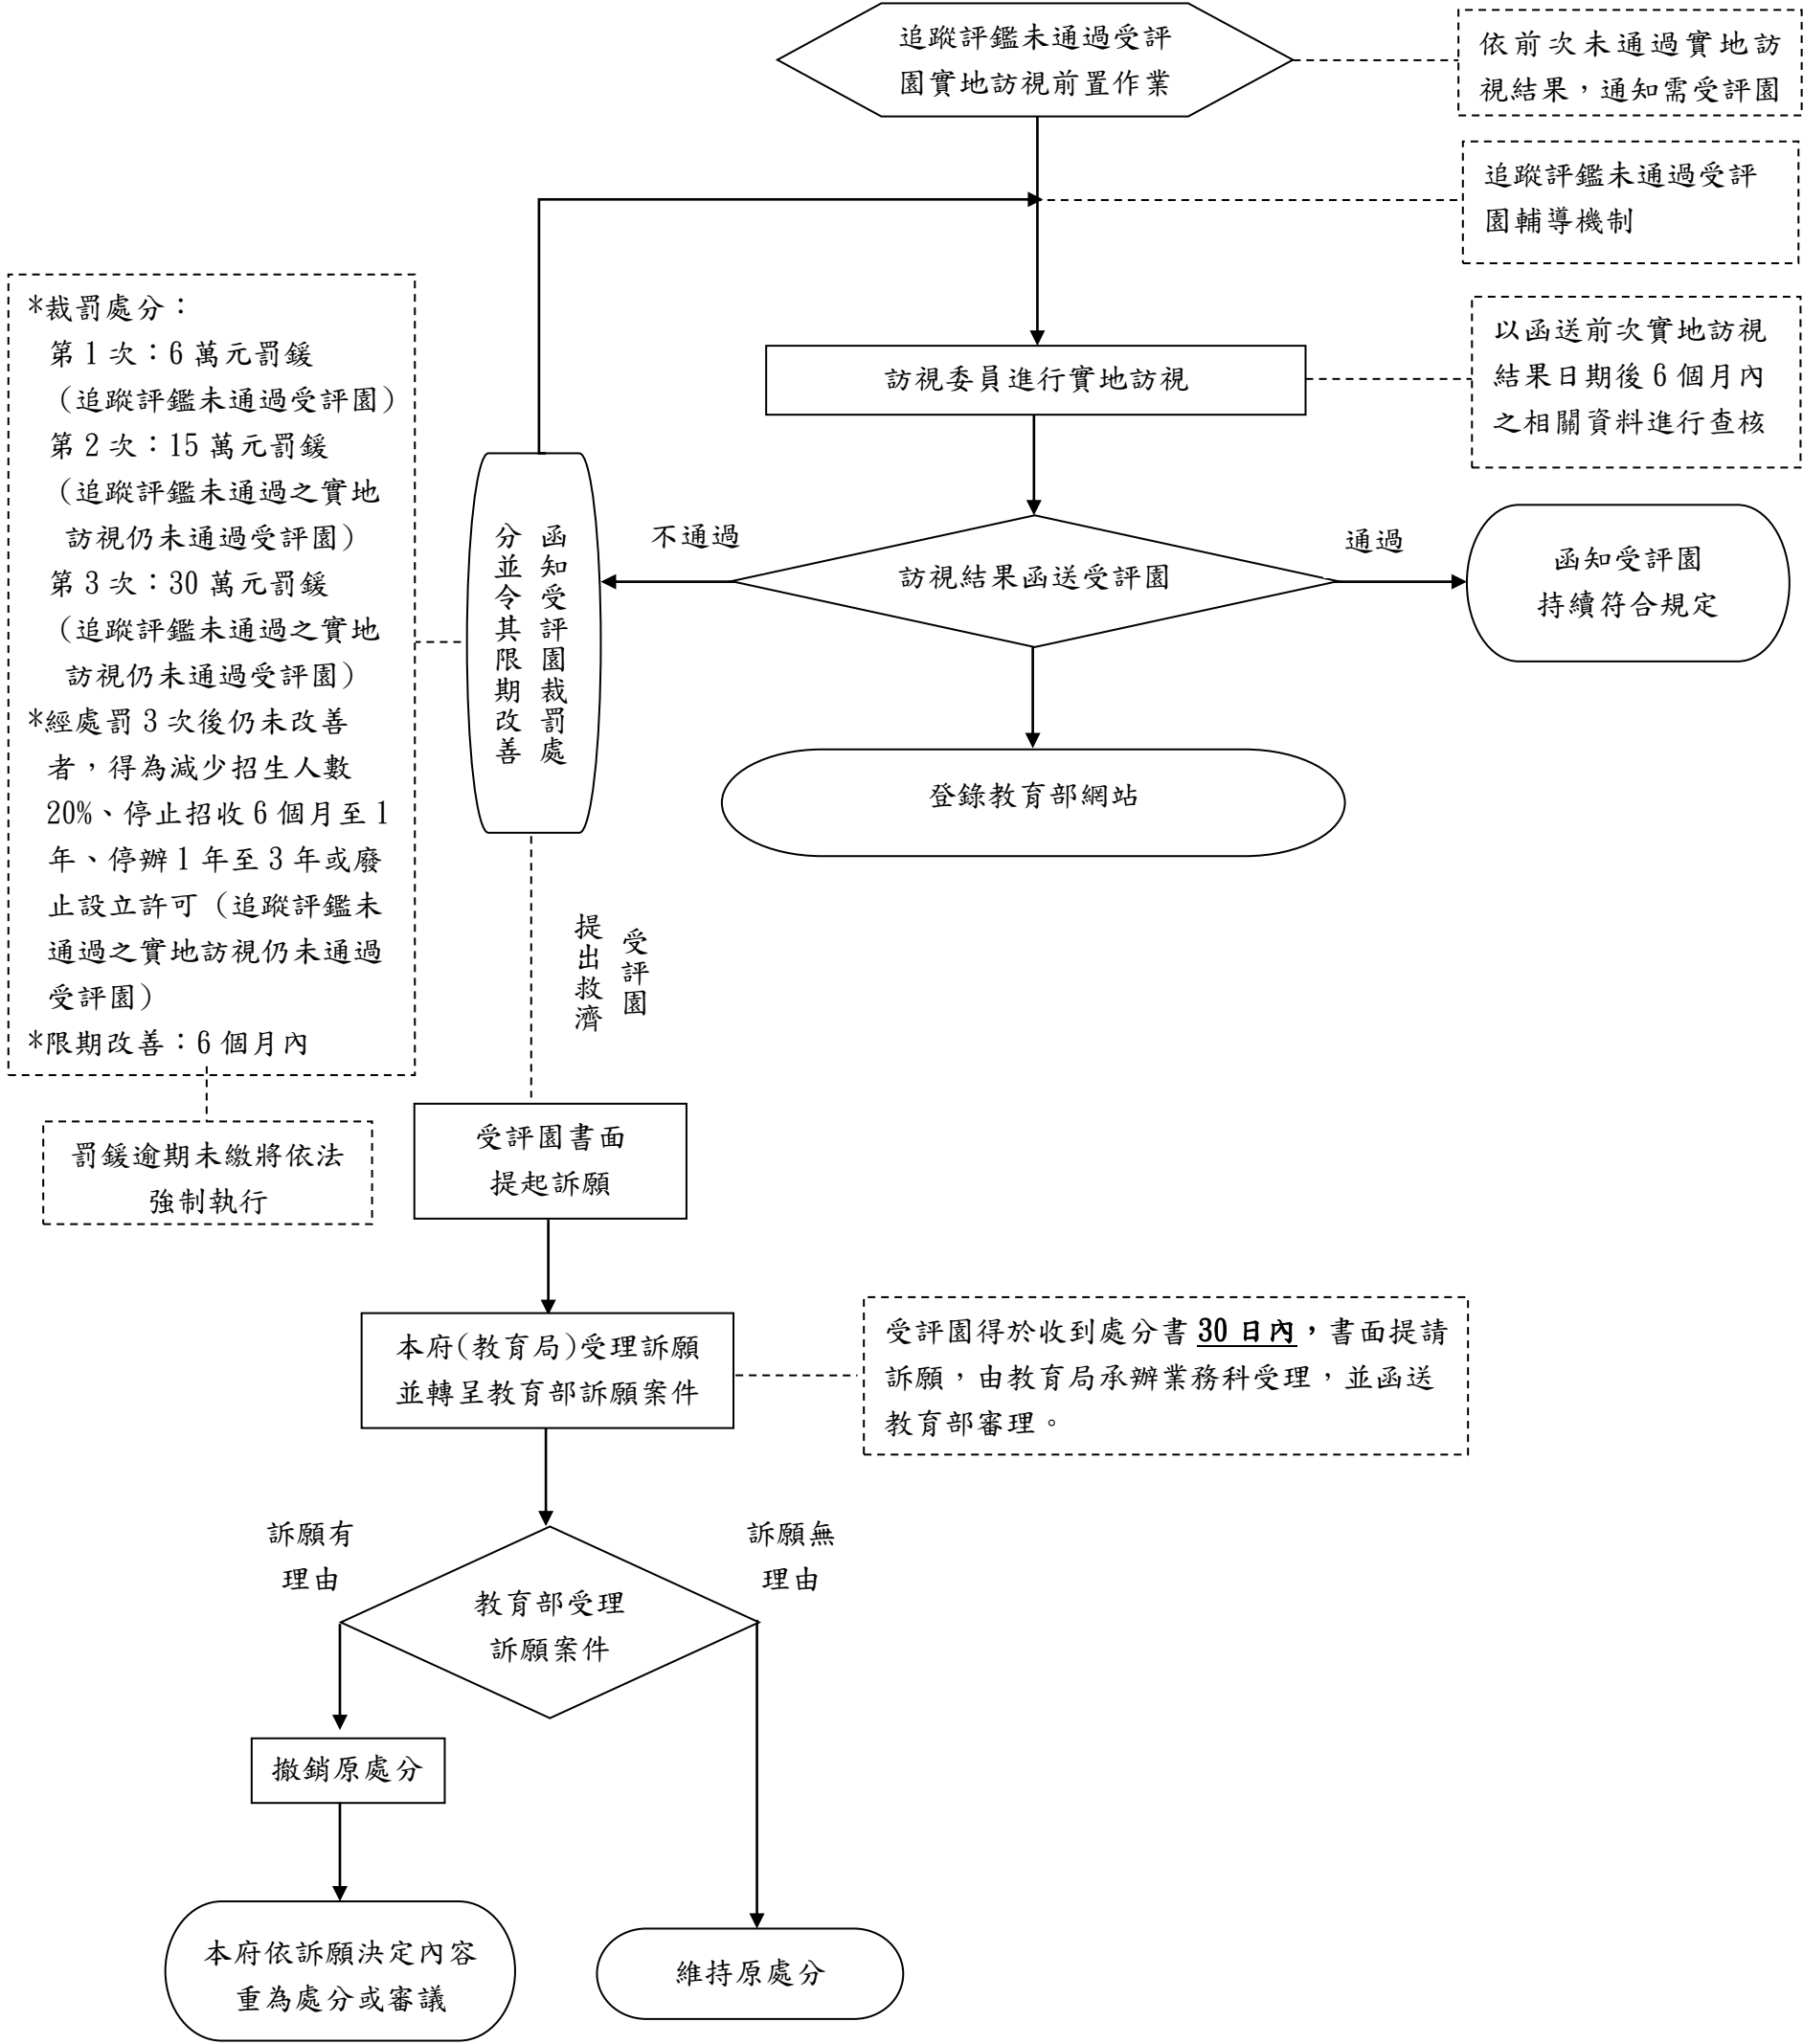 追蹤評鑑未通過受評
園實地訪視前置作業
依前次未通過實地訪
視結果，通知需受評園
追蹤評鑑未通過受評
園輔導機制
訪視委員進行實地訪視
以函送前次實地訪視
結果日期後 6 個月內
之相關資料進行查核
訪視結果函送受評園
通過
函知受評園
持續符合規定
登錄教育部網站
不通過
函知受評園裁罰處
分並令其限期改善
*裁罰處分：
第 1 次：6 萬元罰鍰
（追蹤評鑑未通過受評園）
第 2 次：15 萬元罰鍰
（追蹤評鑑未通過之實地
訪視仍未通過受評園）
第 3 次：30 萬元罰鍰
（追蹤評鑑未通過之實地
訪視仍未通過受評園）
*經處罰 3 次後仍未改善
者，得為減少招生人數
20%、停止招收 6 個月至 1
年、停辦 1 年至 3 年或廢
止設立許可（追蹤評鑑未
通過之實地訪視仍未通過
受評園）
*限期改善：6 個月內
罰鍰逾期未繳將依法
強制執行
受評園
提出救濟
受評園書面
提起訴願
本府(教育局)受理訴願
並轉呈教育部訴願案件
受評園得於收到處分書 30 日內，書面提請
訴願，由教育局承辦業務科受理，並函送
教育部審理。
訴願有
理由
訴願無
理由
教育部受理
訴願案件
撤銷原處分
本府依訴願決定內容
重為處分或審議
維持原處分